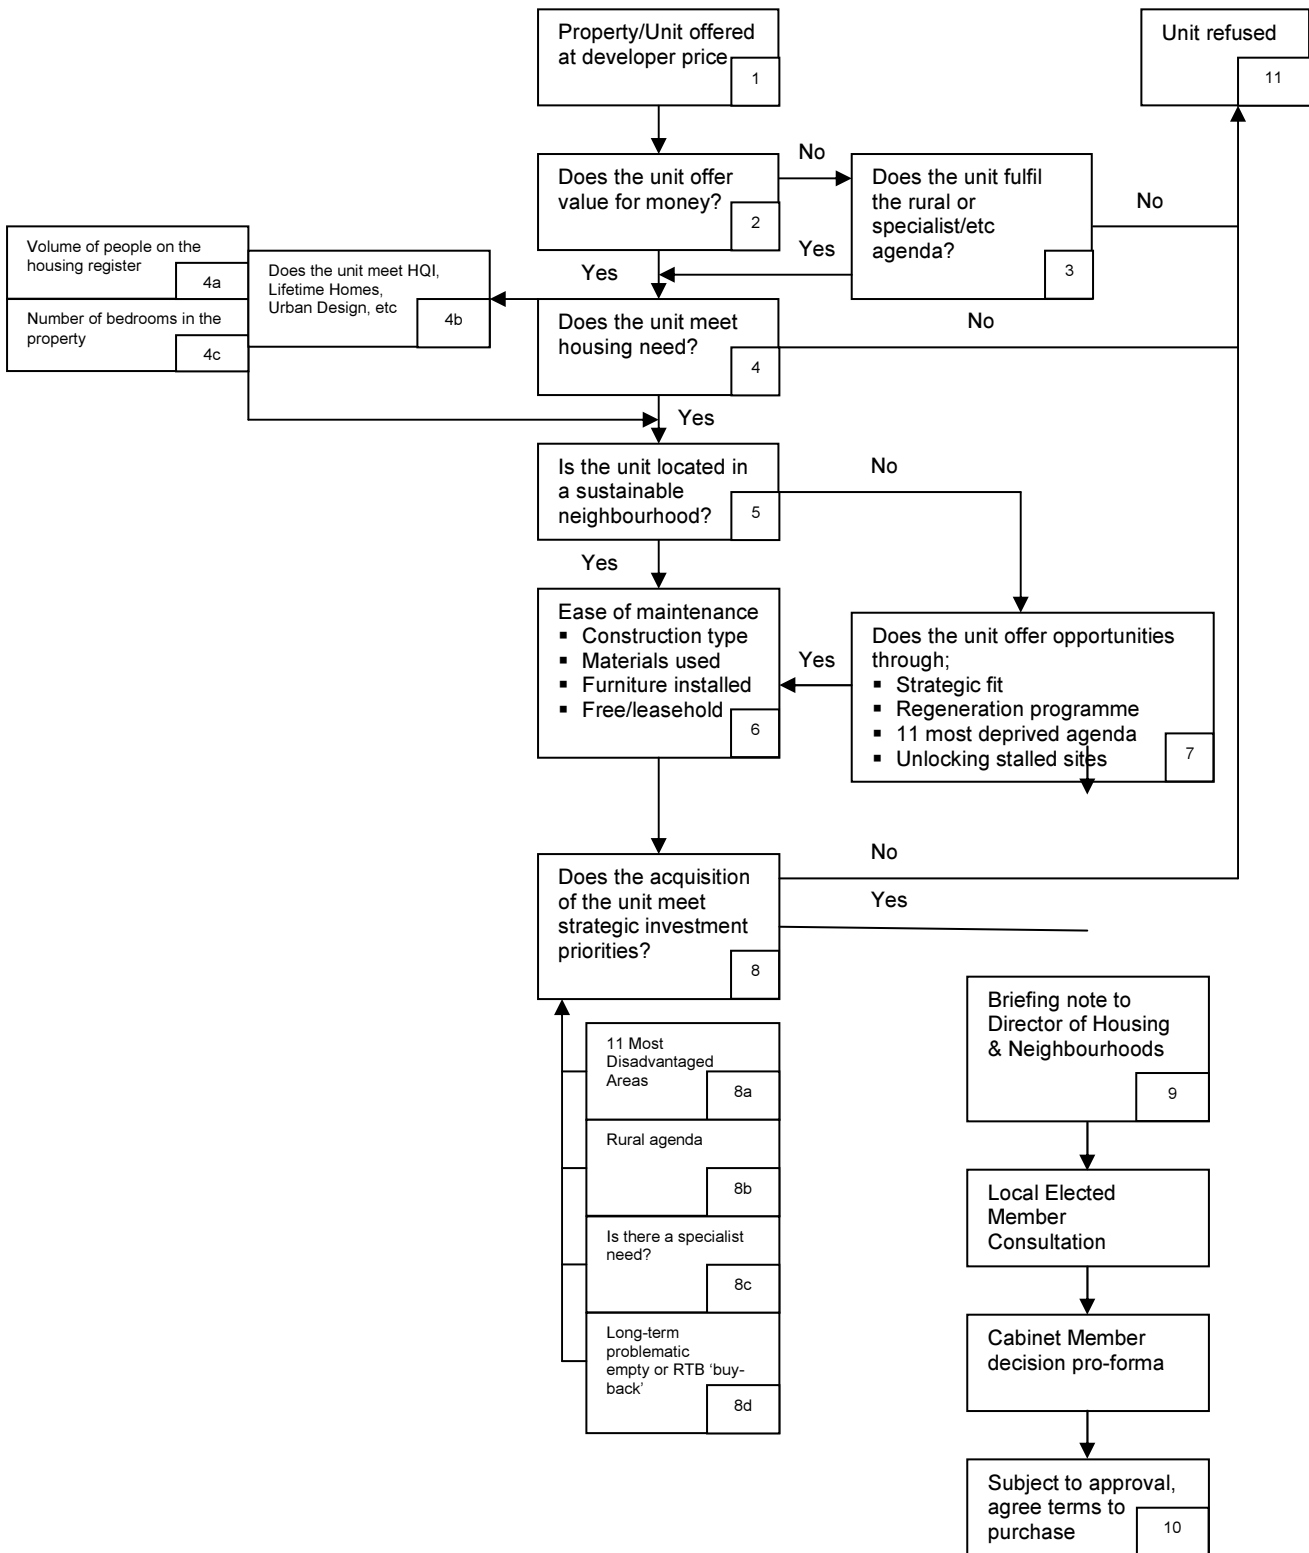 Property/Unit offered
at developer price
1
Unit refused
11
No
Does the unit offer
value for money?
2
Does the unit fulfil
the rural or
specialist/etc
agenda?
3
No
Yes
Yes
Volume of people on the
housing register
4a
Number of bedrooms in the
property
4c
Does the unit meet HQI,
Lifetime Homes,
Urban Design, etc
4b
Does the unit meet
housing need?
4
No
Yes
Is the unit located in
a sustainable
neighbourhood?
5
No
Yes
Ease of maintenance
▪ Construction type
▪ Materials used
▪ Furniture installed
▪ Free/leasehold
6
Yes
Does the unit offer opportunities
through;
▪ Strategic fit
▪ Regeneration programme
▪ 11 most deprived agenda
▪ Unlocking stalled sites
7
Does the acquisition
of the unit meet
strategic investment
priorities?
8
No
Yes
11 Most
Disadvantaged
Areas
8a
Rural agenda
8b
Is there a specialist
need?
8c
Long-term
problematic
empty or RTB ‘buy-
back’
8d
Briefing note to
Director of Housing
& Neighbourhoods
9
Local Elected
Member
Consultation
Cabinet Member
decision pro-forma
Subject to approval,
agree terms to
purchase
10